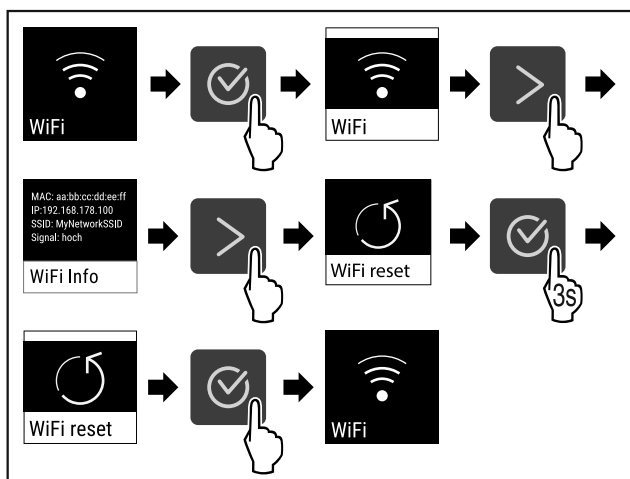 WiFi
WiFi
MAC: aa:bb:cc:dd:ee:ff
IP:192.168.178.100
SSID: MyNetworkSSID
Signal: hoch
WiFi Info
WiFi reset
3s
WiFi reset
WiFi